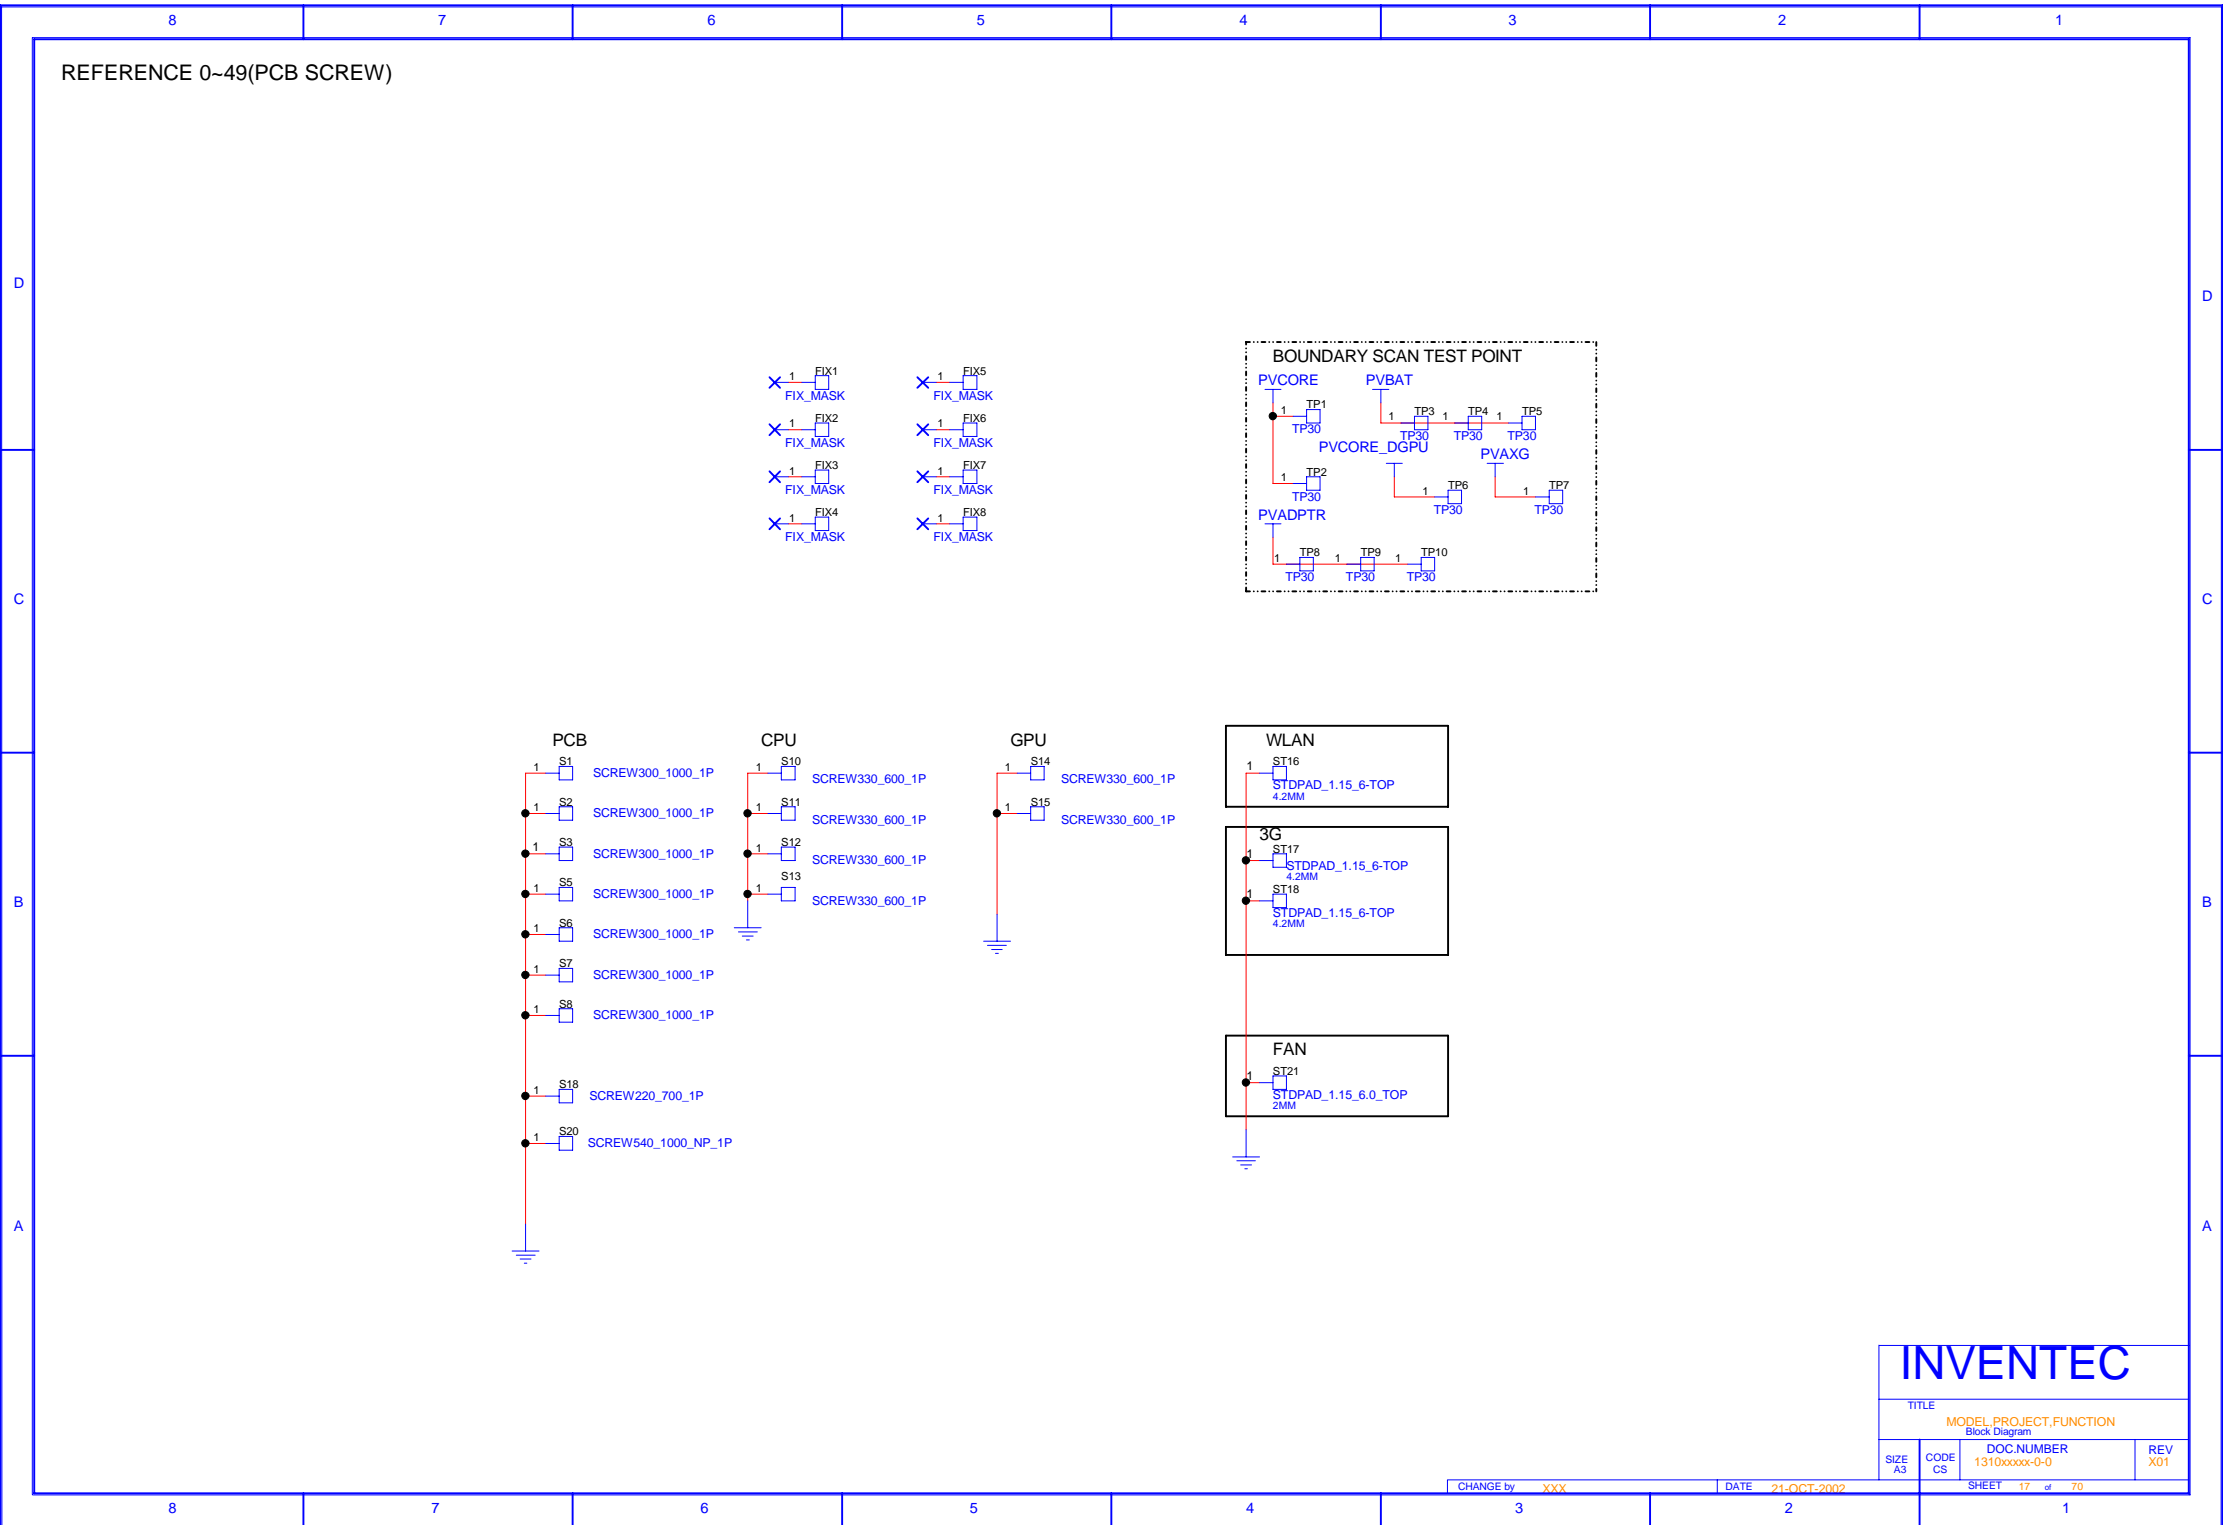 8 7 6 5 4 3 2 1
REFERENCE 0~49(PCB SCREW)
D D
C C
B B
A A
1 FIX1
FIX_MASK
1 FIX2
FIX_MASK
1 FIX3
FIX_MASK
1 FIX4
FIX_MASK
1 FIX5
FIX_MASK
1 FIX6
FIX_MASK
1 FIX7
FIX_MASK
1 FIX8
FIX_MASK
BOUNDARY SCAN TEST POINT
PVCORE PVBAT
1 TP1
TP30
1 TP3 1 TP4 1 TP5
TP30 TP30 TP30
PVCORE_DGPU
PVAXG
1 TP2
TP30
1 TP6
TP30
1 TP7
TP30
PVADPTR
1 TP8 1 TP9 1 TP10
TP30 TP30 TP30
PCB
1 S1 SCREW300_1000_1P
1 S2 SCREW300_1000_1P
1 S3 SCREW300_1000_1P
1 S5 SCREW300_1000_1P
1 S6 SCREW300_1000_1P
1 S7 SCREW300_1000_1P
1 S8 SCREW300_1000_1P
1 S18 SCREW220_700_1P
1 S20 SCREW540_1000_NP_1P
CPU
1 S10 SCREW330_600_1P
1 S11 SCREW330_600_1P
1 S12 SCREW330_600_1P
1 S13 SCREW330_600_1P
GPU
1 S14 SCREW330_600_1P
1 S15 SCREW330_600_1P
WLAN
1 ST16
STDPAD_1.15_6-TOP
4.2MM
3G
1 ST17
STDPAD_1.15_6-TOP
4.2MM
1 ST18
STDPAD_1.15_6-TOP
4.2MM
FAN
1 ST21
STDPAD_1.15_6.0_TOP
2MM
INVENTEC
TITLE
MODEL,PROJECT,FUNCTION
Block Diagram
SIZE
A3
CODE
CS
DOC.NUMBER
1310xxxxx-0-0
REV
X01
CHANGE by XXX DATE 21-OCT-2002 SHEET 17 of 70
8 7 6 5 4 3 2 1